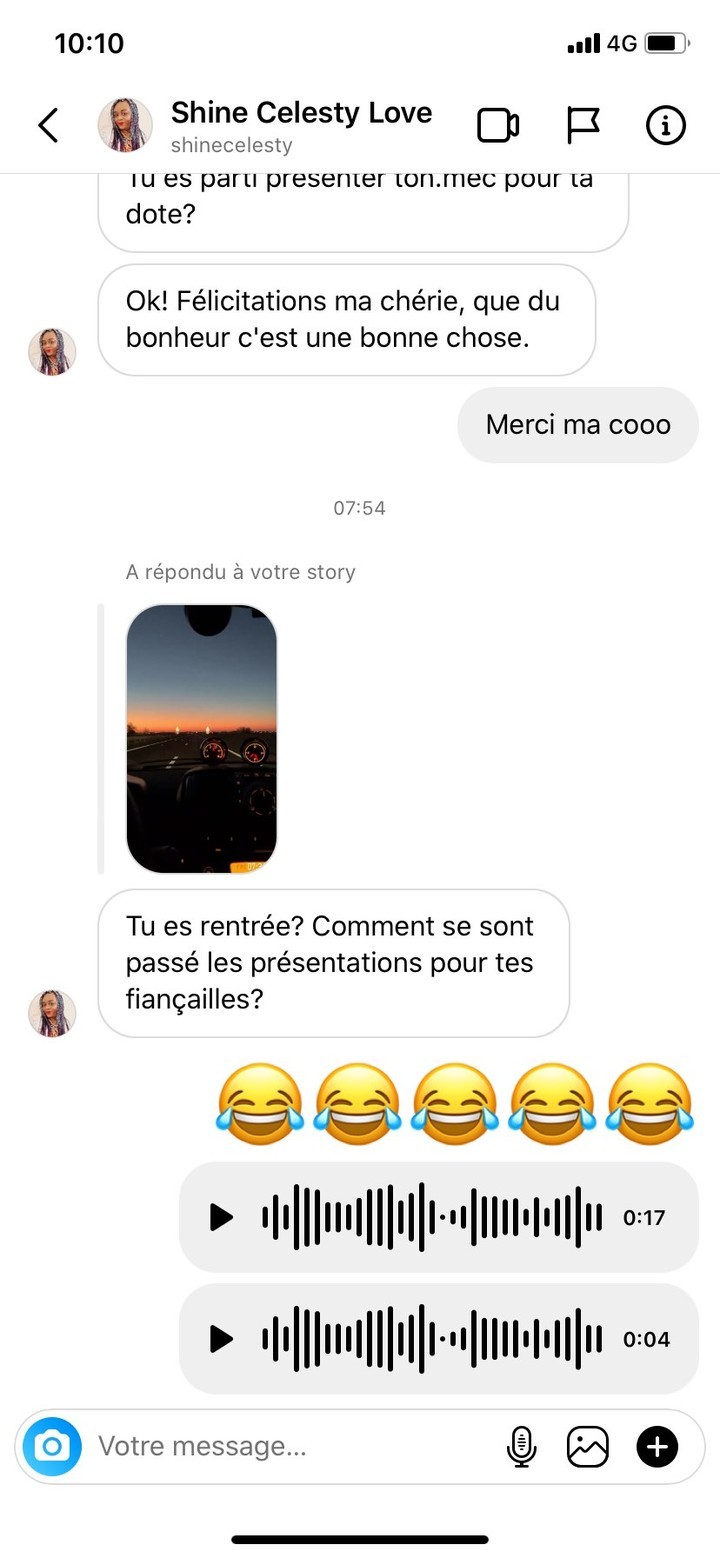 10:10
4G
Shine Celesty Love
shinecelesty
Tu es parti présenter ton.mec pour ta
dote?
Ok! Félicitations ma chérie, que du
bonheur c'est une bonne chose.
Merci ma cooo
07:54
A répondu à votre story
Tu es rentrée? Comment se sont
passé les présentations pour tes
fiançailles?
0:17
0:04
Votre message...